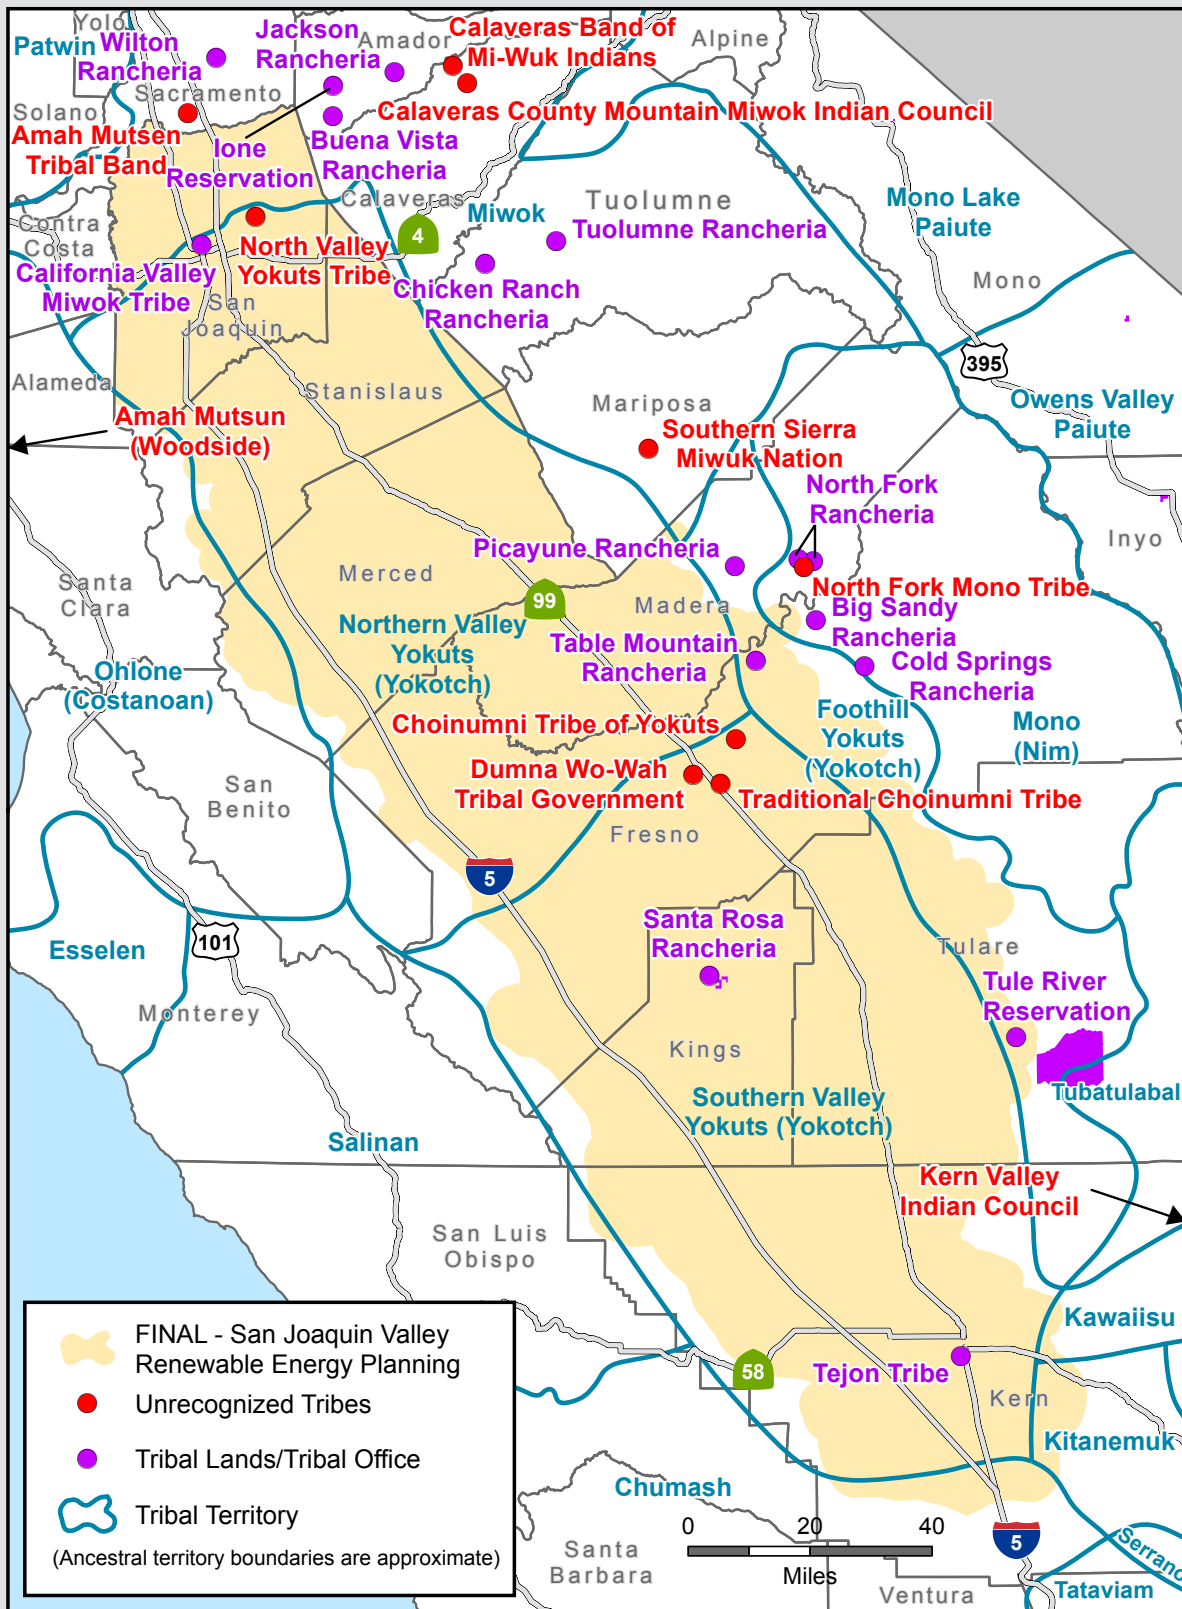 Yolo
Patwin
Wilton
Rancheria
Jackson
Rancheria
Amador
Calaveras Band of
Mi-Wuk Indians
Alpine
Solano
Sacramento
Calaveras County Mountain Miwok Indian Council
Amah Mutsen
Tribal Band
Ione
Reservation
Buena Vista
Rancheria
Calaveras
Miwok
Tuolumne
Tuolumne Rancheria
Mono Lake
Paiute
Contra
Costa
4
North Valley
Yokuts Tribe
California Valley
Miwok Tribe
San
Joaquin
Chicken Ranch
Rancheria
Mono
395
Alameda
Stanislaus
Mariposa
Owens Valley
Paiute
Amah Mutsun
(Woodside)
Southern Sierra
Miwuk Nation
North Fork
Rancheria
Inyo
Picayune Rancheria
Santa
Clara
Merced
99
Madera
North Fork Mono Tribe
Northern Valley
Yokuts
(Yokotch)
Table Mountain
Rancheria
Big Sandy
Rancheria
Cold Springs
Rancheria
Ohlone
(Costanoan)
Choinumni Tribe of Yokuts
Foothill
Yokuts
(Yokotch)
Mono
(Nim)
San
Benito
Dumna Wo-Wah
Tribal Government
Traditional Choinumni Tribe
Fresno
5
Santa Rosa
Rancheria
Esselen
101
Tulare
Tule River
Reservation
Monterey
Kings
Tubatulabal
Southern Valley
Yokuts (Yokotch)
Salinan
Kern Valley
Indian Council
San Luis
Obispo
Kawaiisu
58
Tejon Tribe
Kern
Kitanemuk
Chumash
5
Serrano
Tataviam
Santa
Barbara
Ventura
FINAL - San Joaquin Valley
Renewable Energy Planning
Unrecognized Tribes
Tribal Lands/Tribal Office
Tribal Territory
(Ancestral territory boundaries are approximate)
0 20 40
Miles